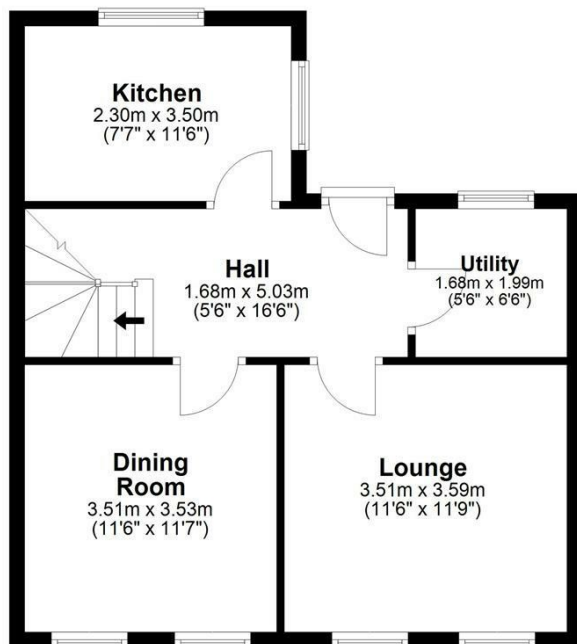 Kitchen
2.30m x 3.50m
(7'7" x 11'6")
Hall
1.68m x 5.03m
(5'6" x 16'6")
Utility
1.68m x 1.99m
(5'6" x 6'6")
Dining
Room
3.51m x 3.53m
(11'6" x 11'7")
Lounge
3.51m x 3.59m
(11'6" x 11'9")